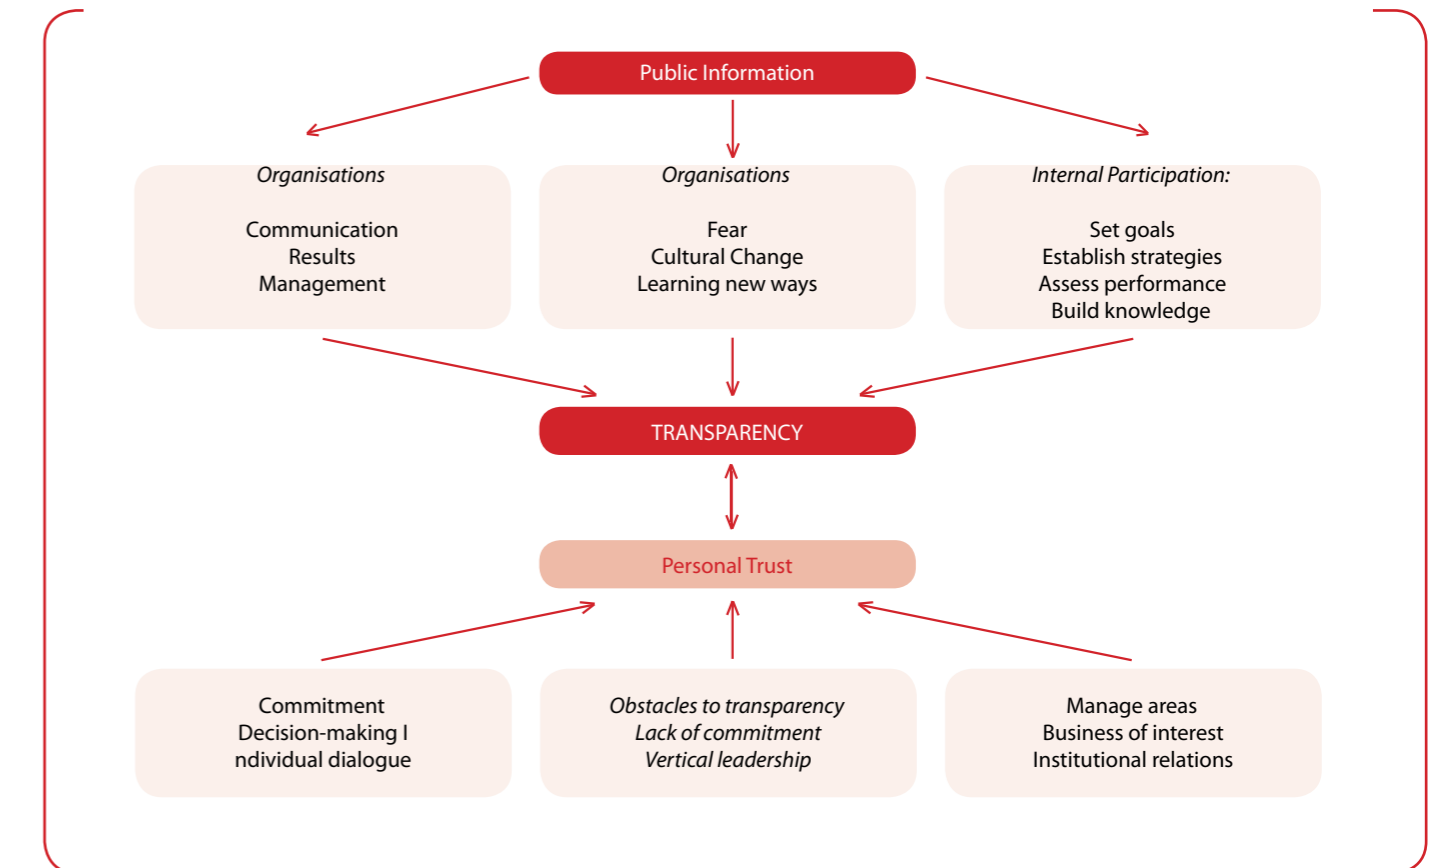 Public Information
Organisations
Communication
Results
Management
Organisations
Fear
Cultural Change
Learning new ways
Internal Participation:
Set goals
Establish strategies
Assess performance
Build knowledge
TRANSPARENCY
Personal Trust
Commitment
Decision-making I
ndividual dialogue
Obstacles to transparency
Lack of commitment
Vertical leadership
Manage areas
Business of interest
Institutional relations